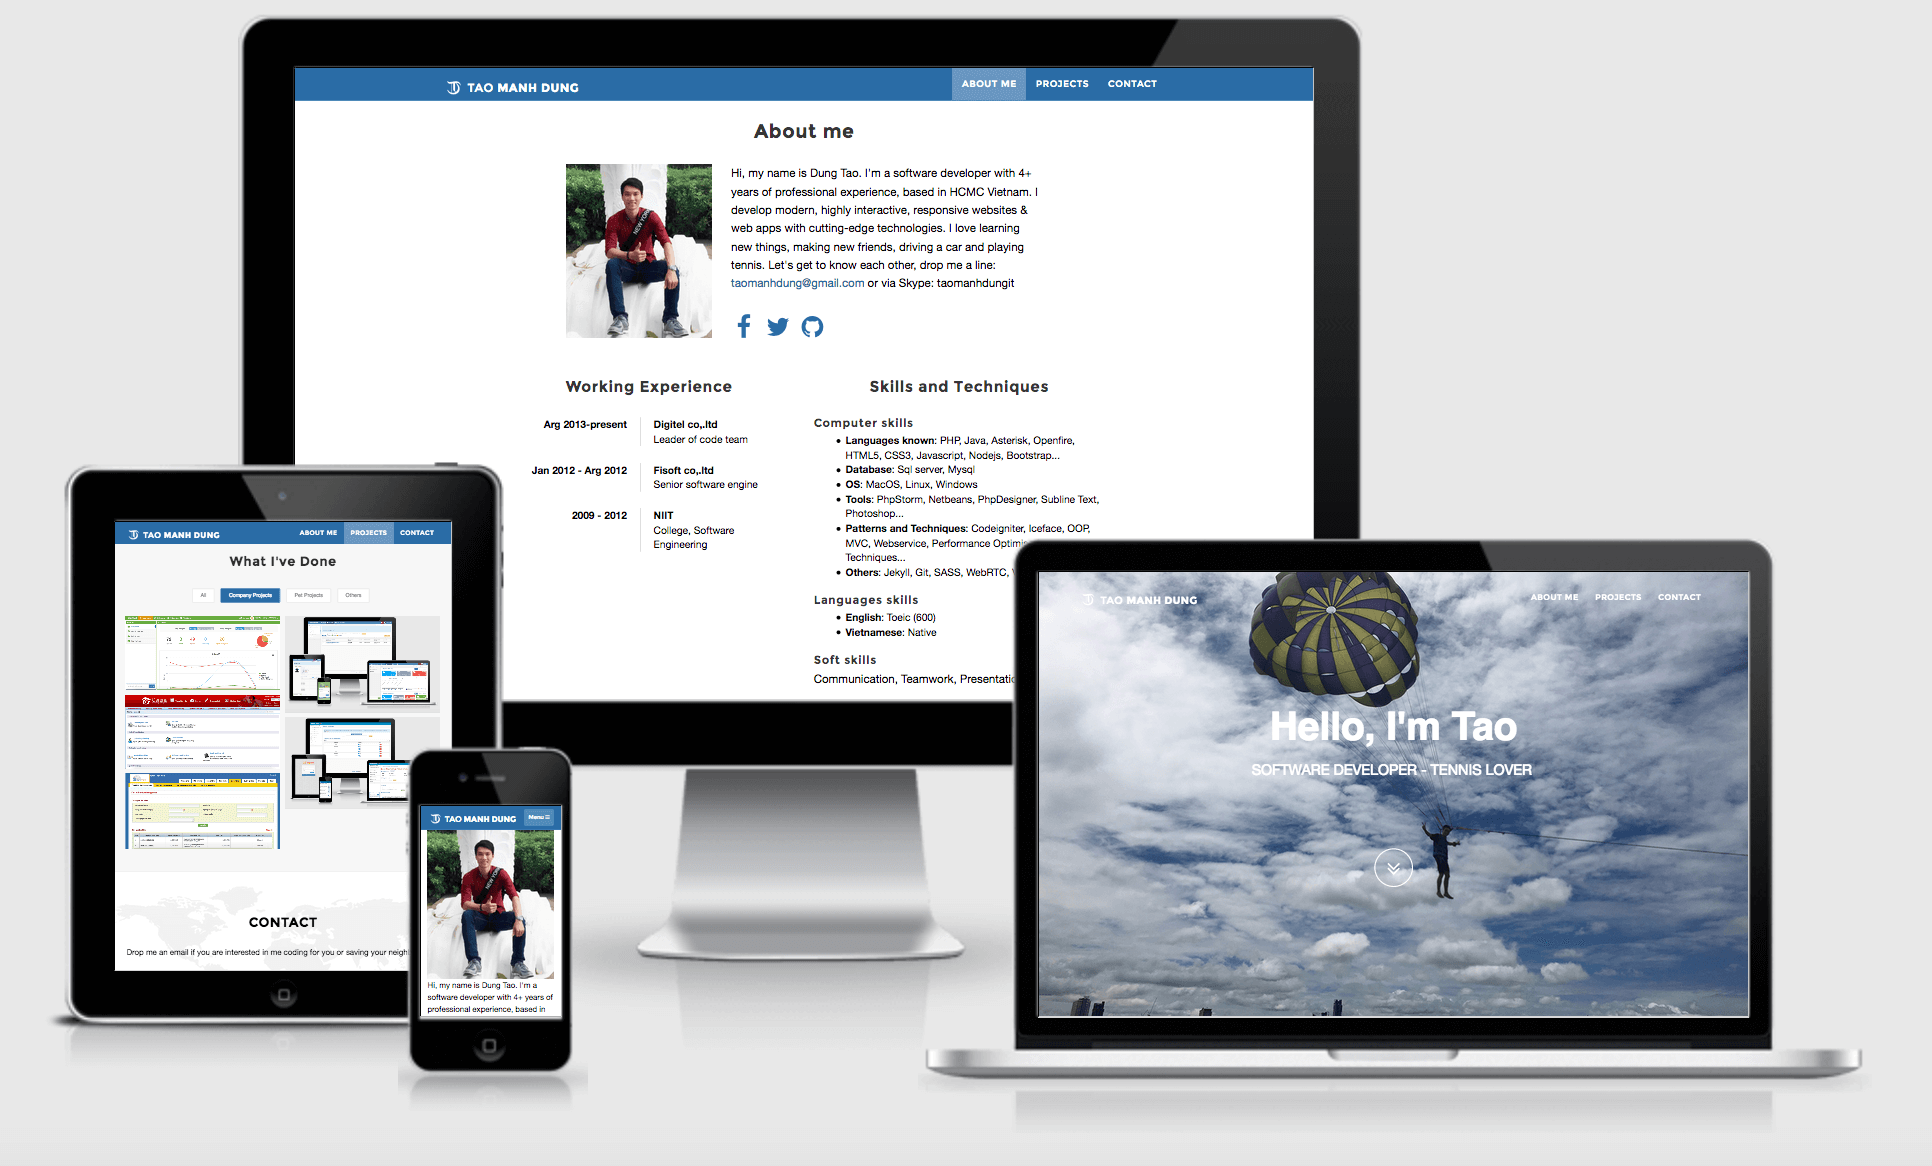 TAO MANH DUNG
ABOUT ME
PROJECTS
CONTACT
About me
Hi, my name is Dung Tao. I'm a software developer with 4+
years of professional experience, based in HCMC Vietnam. I
develop modern, highly interactive, responsive websites &
web apps with cutting-edge technologies. I love learning
new things, making new friends, driving a car and playing
tennis. Let's get to know each other, drop me a line:
taomanhdung@gmail.com or via Skype: taomanhdungit
Working Experience
Arg 2013-present
Digitel co,.ltd
Leader of code team
Jan 2012 - Arg 2012
Fisoft co,.ltd
Senior software engine
2009 - 2012
NIIT
College, Software
Engineering
Skills and Techniques
Computer skills
• Languages known: PHP, Java, Asterisk, Openfire,
HTML5, CSS3, Javascript, Nodejs, Bootstrap...
• Database: Sql server, Mysql
• OS: MacOS, Linux, Windows
• Tools: PhpStorm, Netbeans, PhpDesigner, Subline Text,
Photoshop...
• Patterns and Techniques: Codeigniter, Iceface, OOP,
MVC, Webservice, Performance Optimi
Techniques...
• Others: Jekyll, Git, SASS, WebRTC,
Languages skills
• English: Toeic (600)
• Vietnamese: Native
Soft skills
Communication, Teamwork, Presentatio
TAO MANH DUNG
ABOUT ME
PROJECTS
CONTACT
What I've Done
All
Company Projects
Pet Projects
Others
CONTACT
Drop me an email if you are interested in me coding for you or saving your neigh
TAO MANH DUNG
Menu
NEW YORK
Hi, my name is Dung Tao. I'm a
software developer with 4+ years of
professional experience, based in
TAO MANH DUNG
ABOUT ME
PROJECTS
CONTACT
Hello, I'm Tao
SOFTWARE DEVELOPER - TENNIS LOVER